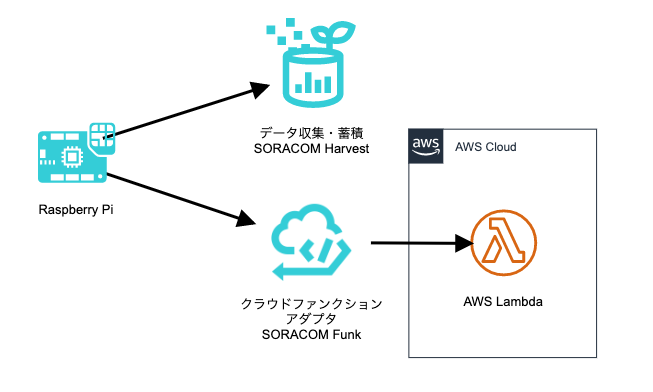 データ収集・蓄積
SORACOM Harvest
aws
AWS Cloud
Raspberry Pi
クラウドファンクション
アダプタ
SORACOM Funk
AWS Lambda